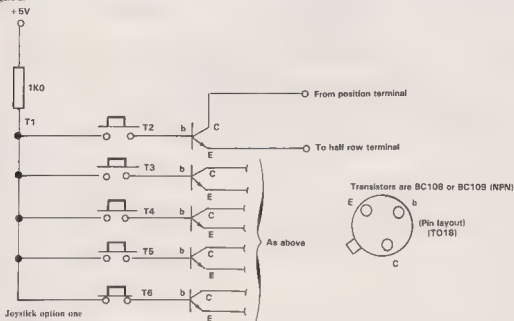 + 5V
1K0
From position terminal
T1
T2
b
C
E
To half row terminal
T3
b
C
E
Transistors are BC108 or BC109 (NPN)
T4
b
C
E
E
b
(Pin layout)
(TO18)
C
As above
T5
b
C
E
T6
b
C
E
Joystick option one